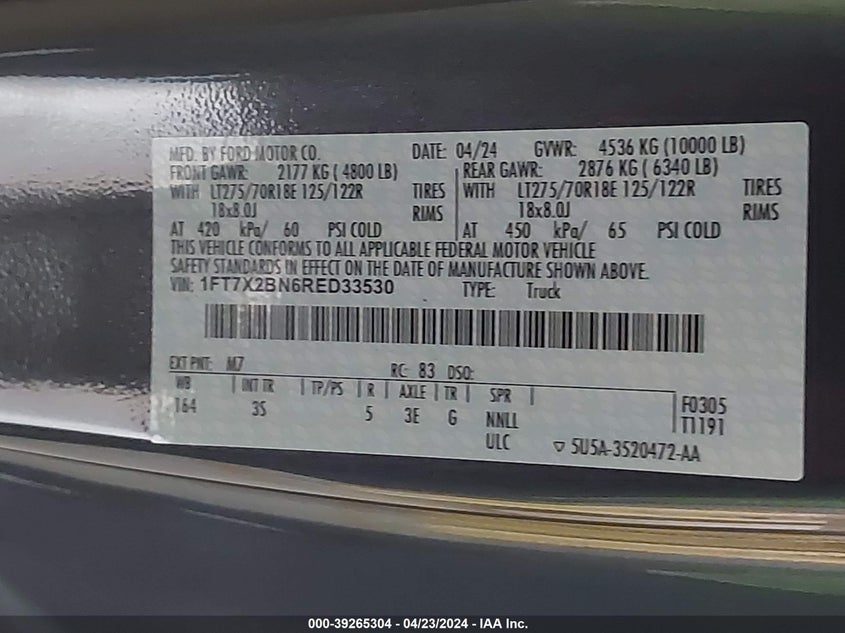 MFD. BY FORD MOTOR CO. DATE: 04/24 GVWR: 4536 KG (10000 LB)
FRONT GAWR: 2177 KG ( 4800 LB) REAR GAWR: 2876 KG ( 6340 LB)
WITH LT275/70R18E 125/122R TIRES WITH LT275/70R18E 125/122R TIRES
18x8.0J RIMS 18x8.0J RIMS
AT 420 kPa/ 60 PSI COLD AT 450 kPa/ 65 PSI COLD
THIS VEHICLE CONFORMS TO ALL APPLICABLE FEDERAL MOTOR VEHICLE
SAFETY STANDARDS IN EFFECT ON THE DATE OF MANUFACTURE SHOWN ABOVE.
VIN: 1FT7X2BN6RED33530 TYPE: Truck
EXT PNT: M7 RC: 83 DSO:
WB INT TR TP/PS R AXLE TR SPR
164 3S 5 3E G NNLL F0305
T1191
ULC ▽ 5U5A-3520472-AA
000-39265304 - 04/23/2024 - IAA Inc.